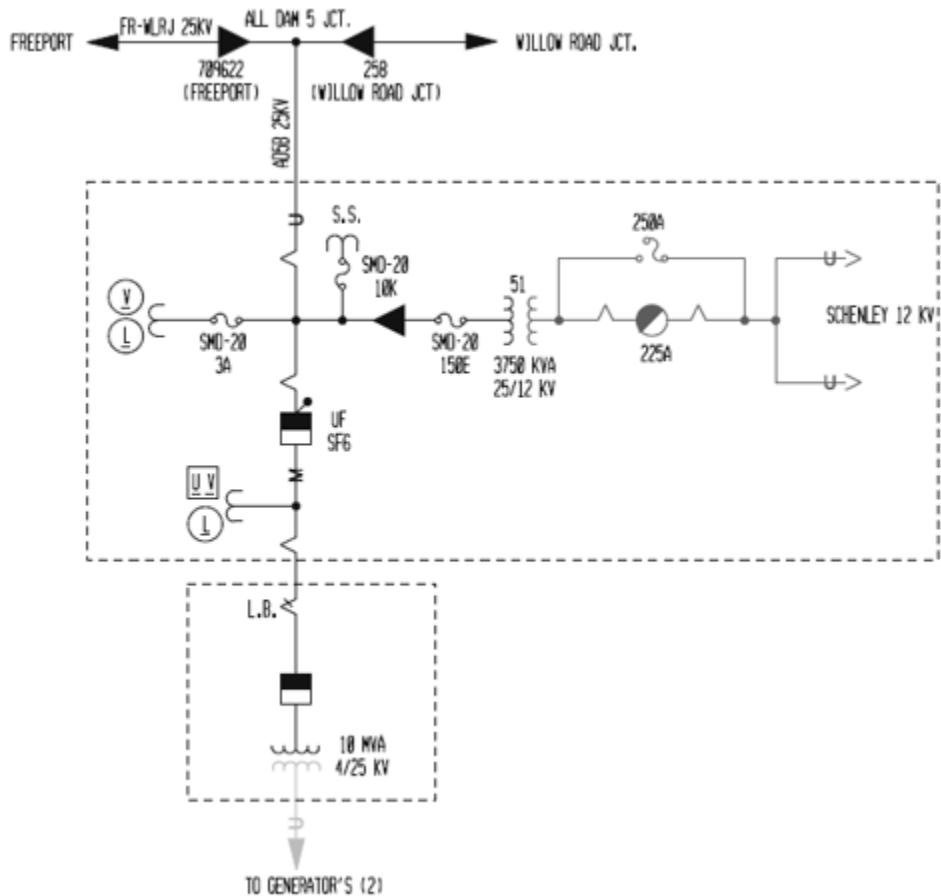 ALL DAM 5 JCT.
FREEPORT
FR-WLRJ 25KV
WILLOW ROAD JCT.
709622
(FREEPORT)
258
(WILLOW ROAD JCT)
AD5B 25KV
U
S.S.
SMD-20
10K
250A
V
L
SMD-20
3A
SMD-20
150E
51
3750 KVA
25/12 KV
225A
U
SCHENLEY 12 KV
U
UF
SF6
M
U V
L
L.B.
10 MVA
4/25 KV
U
TO GENERATOR'S (2)